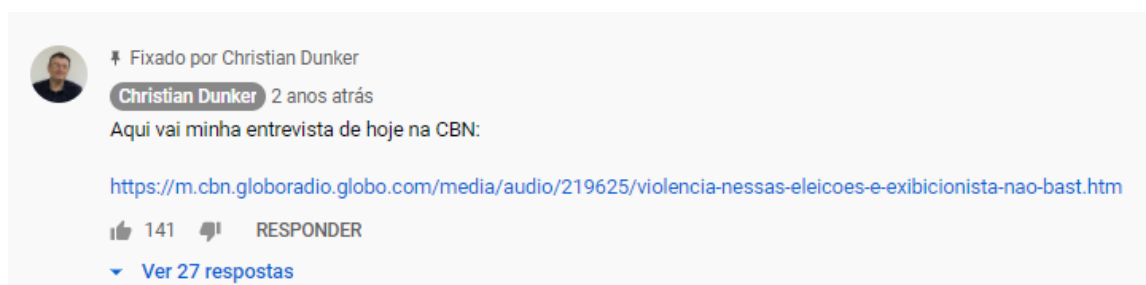 Fixado por Christian Dunker
Christian Dunker 2 anos atrás
Aqui vai minha entrevista de hoje na CBN:
https://m.cbn.globoradio.globo.com/media/audio/219625/violencia-nessas-eleicoes-e-exibicionista-nao-bast.htm
141 RESPONDER
Ver 27 respostas